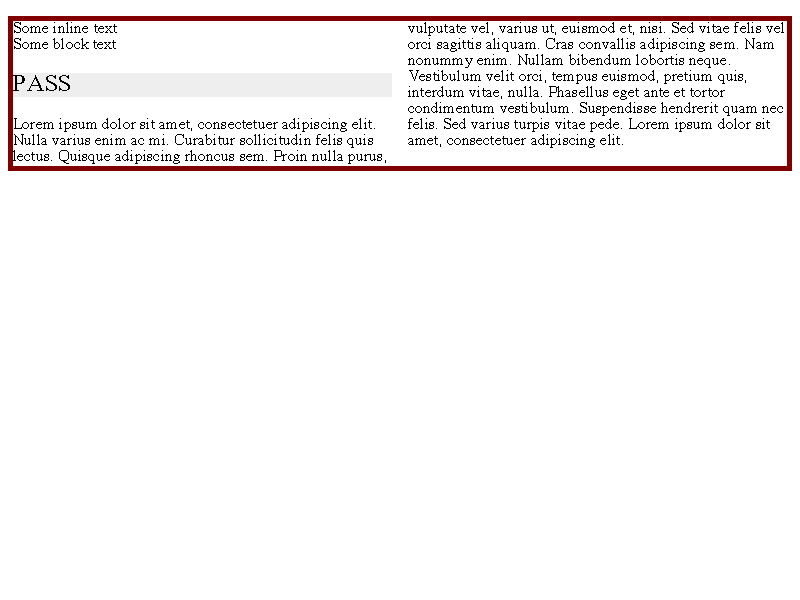 Some inline text
Some block text
PASS
Lorem ipsum dolor sit amet, consectetuer adipiscing elit.
Nulla varius enim ac mi. Curabitur sollicitudin felis quis
lectus. Quisque adipiscing rhoncus sem. Proin nulla purus,
vulputate vel, varius ut, euismod et, nisi. Sed vitae felis vel
orci sagittis aliquam. Cras convallis adipiscing sem. Nam
nonummy enim. Nullam bibendum lobortis neque.
Vestibulum velit orci, tempus euismod, pretium quis,
interdum vitae, nulla. Phasellus eget ante et tortor
condimentum vestibulum. Suspendisse hendrerit quam nec
felis. Sed varius turpis vitae pede. Lorem ipsum dolor sit
amet, consectetuer adipiscing elit.